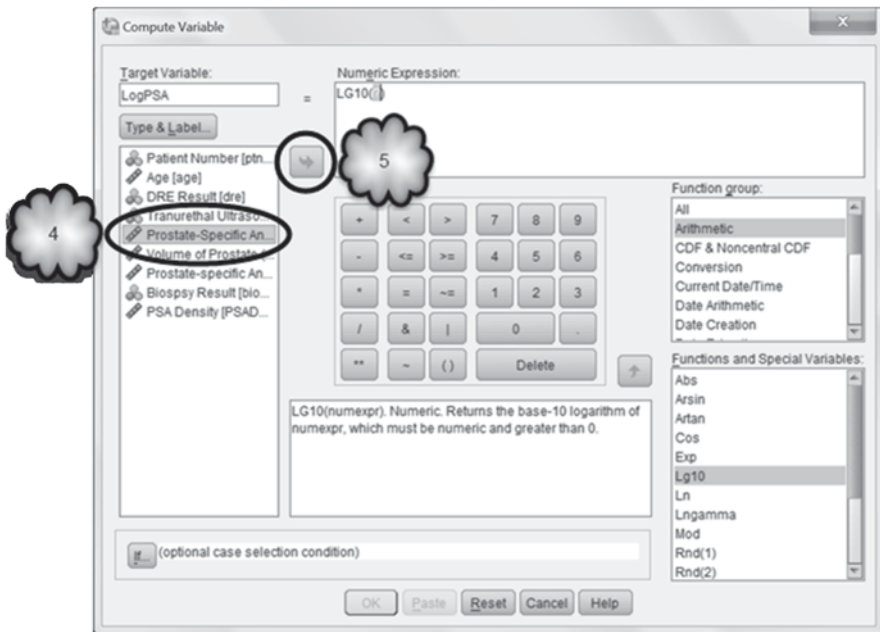 Compute Variable
Target Variable:
LogPSA
=
Numeric Expression:
LG10()
Type & Label...
Patient Number [ptn...
Age [age]
DRE Result [dre]
Tranurethal Ultraso...
Prostate-Specific An...
Volume of Prostate [...
Prostate-specific An...
Biospsy Result [bio...
PSA Density [PSAD...
4
5
+ < > 7 8 9
- <= >= 4 5 6
* = ~= 1 2 3
/ & | 0 .
** ~ ( ) Delete
LG10(numexpr). Numeric. Returns the base-10 logarithm of
numexpr, which must be numeric and greater than 0.
Function group:
All
Arithmetic
CDF & Noncentral CDF
Conversion
Current Date/Time
Date Arithmetic
Date Creation
Functions and Special Variables:
Abs
Arsin
Artan
Cos
Exp
Lg10
Ln
Lngamma
Mod
Rnd(1)
Rnd(2)
If... (optional case selection condition)
OK Paste Reset Cancel Help